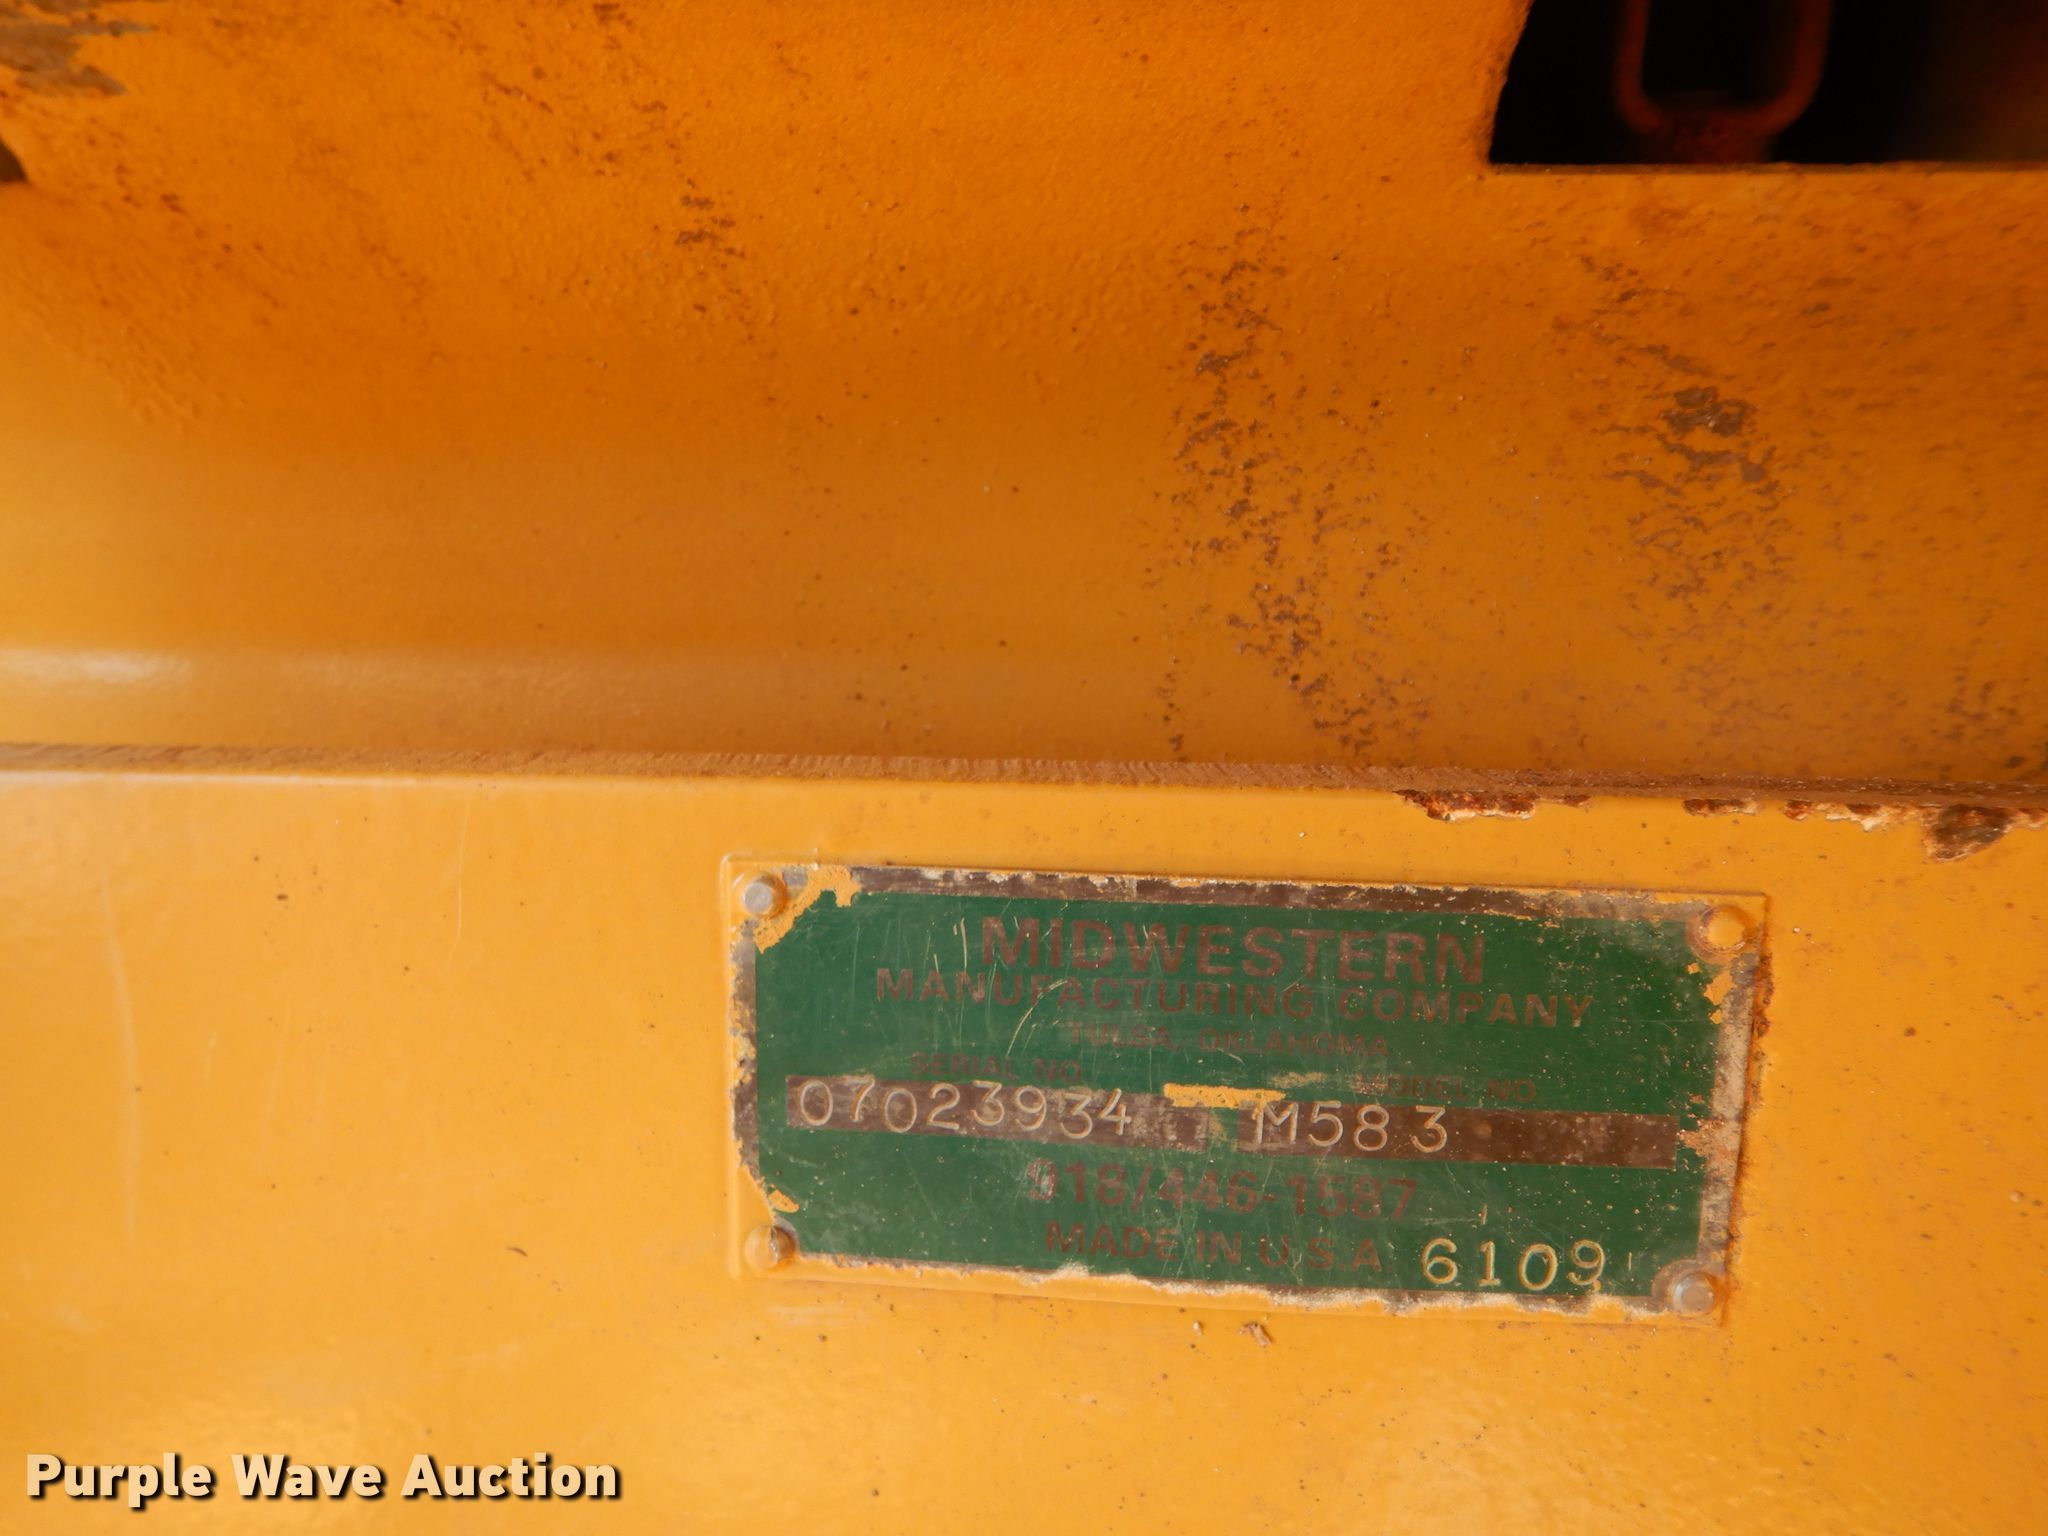 MIDWESTERN
MANUFACTURING COMPANY
TULSA, OKLAHOMA
SERIAL NO. MODEL NO.
07023934 M583
918/446-1587
MADE IN U.S.A. 6109
Purple Wave Auction